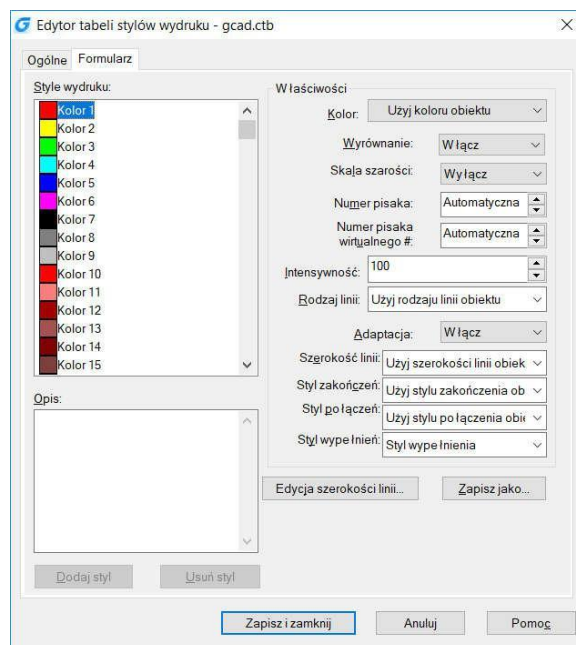 Edytor tabeli stylów wydruku - gcad.ctb
Ogólne Formularz
Style wydruku:
Kolor 1
Kolor 2
Kolor 3
Kolor 4
Kolor 5
Kolor 6
Kolor 7
Kolor 8
Kolor 9
Kolor 10
Kolor 11
Kolor 12
Kolor 13
Kolor 14
Kolor 15
Opis:
Dodaj styl Usuń styl
Właściwości
Kolor: Użyj koloru obiektu
Wyrównanie: Włącz
Skala szarości: Wyłącz
Numer pisaka: Automatyczna
Numer pisaka
wirtualnego #: Automatyczna
Intensywność: 100
Rodzaj linii: Użyj rodzaju linii obiektu
Adaptacja: Włącz
Szerokość linii: Użyj szerokości linii obiek
Styl zakończeń: Użyj stylu zakończenia ob
Styl połączeń: Użyj stylu połączenia obie
Styl wypełnień: Styl wypełnienia
Edycja szerokości linii... Zapisz jako...
Zapisz i zamknij Anuluj Pomoc